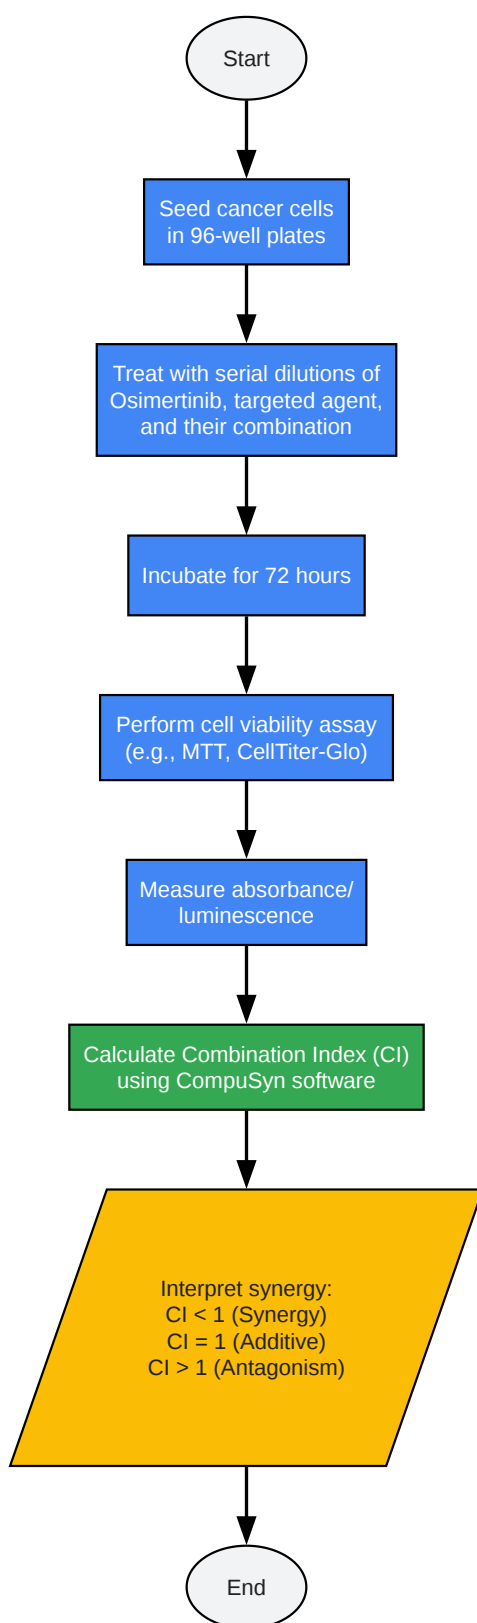 Start
Seed cancer cells
in 96-well plates
Treat with serial dilutions of
Osimertinib, targeted agent,
and their combination
Incubate for 72 hours
Perform cell viability assay
(e.g., MTT, CellTiter-Glo)
Measure absorbance/
luminescence
Calculate Combination Index (CI)
using CompuSyn software
Interpret synergy:
CI < 1 (Synergy)
CI = 1 (Additive)
CI > 1 (Antagonism)
End